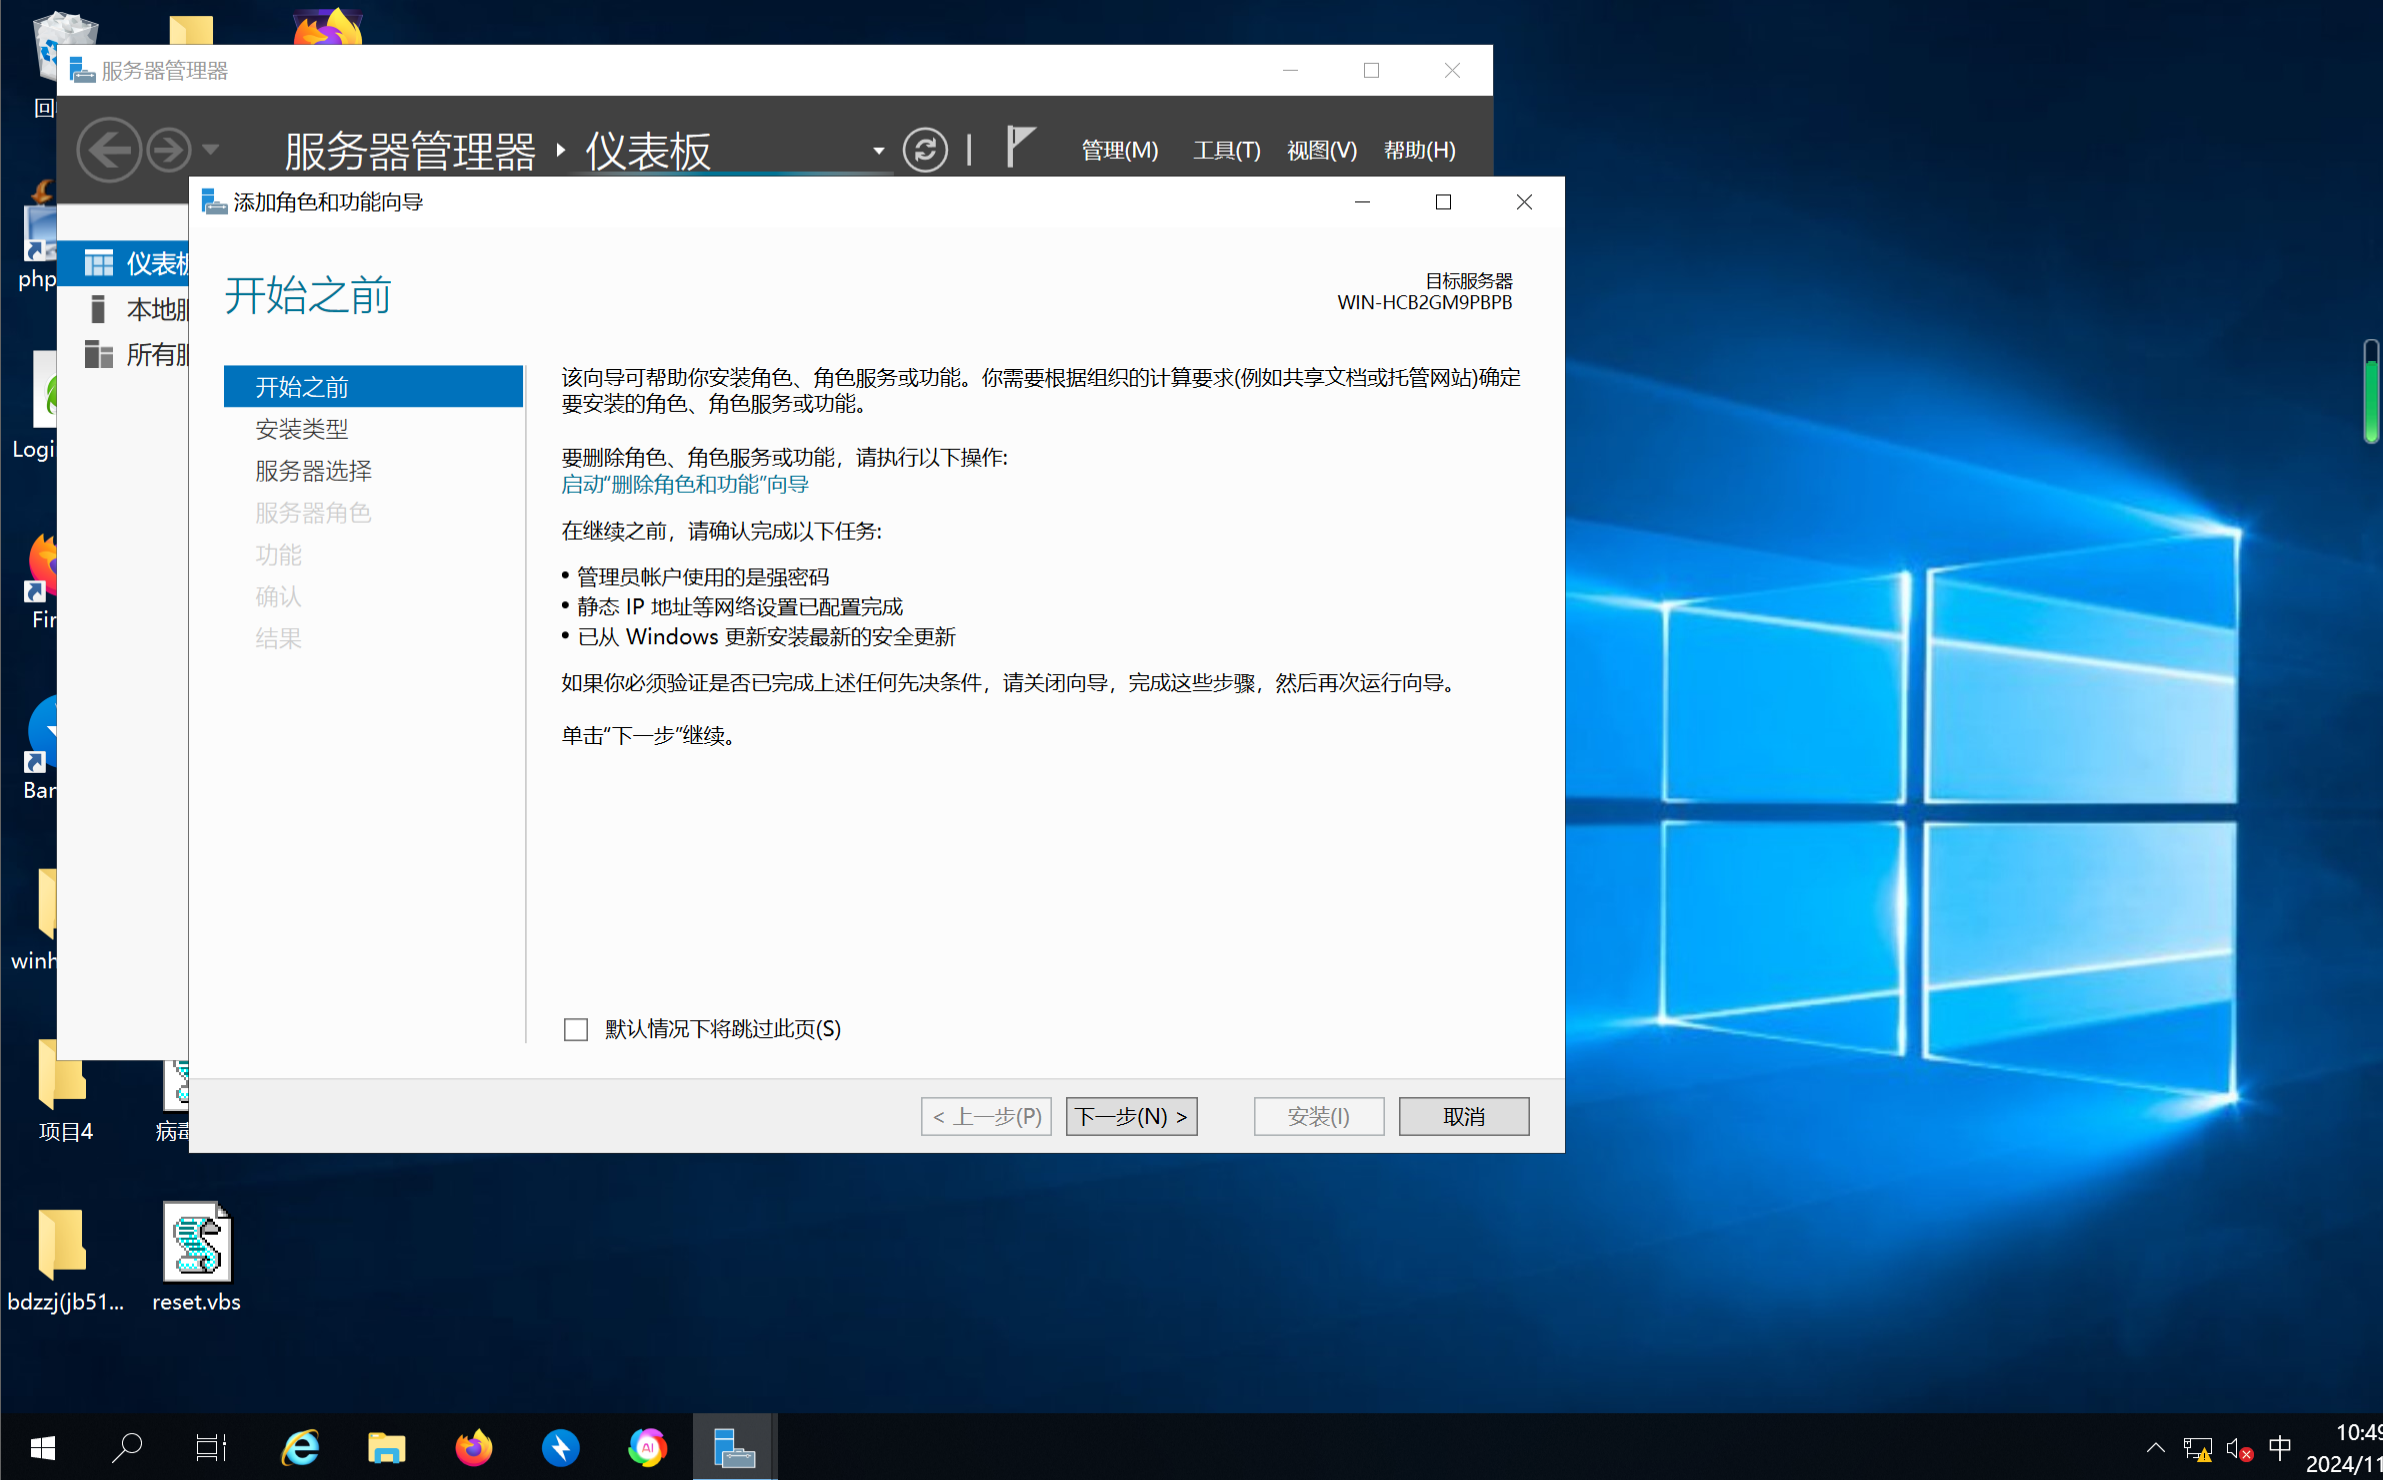 服务器管理器
服务器管理器 仪表板
管理(M) 工具(T) 视图(V) 帮助(H)
仪表板
添加角色和功能向导
开始之前
目标服务器
WIN-HCB2GM9PBPB
开始之前
安装类型
服务器选择
服务器角色
功能
确认
结果
该向导可帮助你安装角色、角色服务或功能。你需要根据组织的计算要求(例如共享文档或托管网站)确定
要安装的角色、角色服务或功能。
要删除角色、角色服务或功能，请执行以下操作:
启动“删除角色和功能”向导
在继续之前，请确认完成以下任务:
• 管理员帐户使用的是强密码
• 静态 IP 地址等网络设置已配置完成
• 已从 Windows 更新安装最新的安全更新
如果你必须验证是否已完成上述任何先决条件，请关闭向导，完成这些步骤，然后再次运行向导。
单击“下一步”继续。
默认情况下将跳过此页(S)
< 上一步(P)
下一步(N) >
安装(I)
取消
本地服
所有服
回
php
Logi
Fir
Ban
winh
项目4
病毒
bdzzj(jb51...
reset.vbs
AI
中
10:49
2024/11